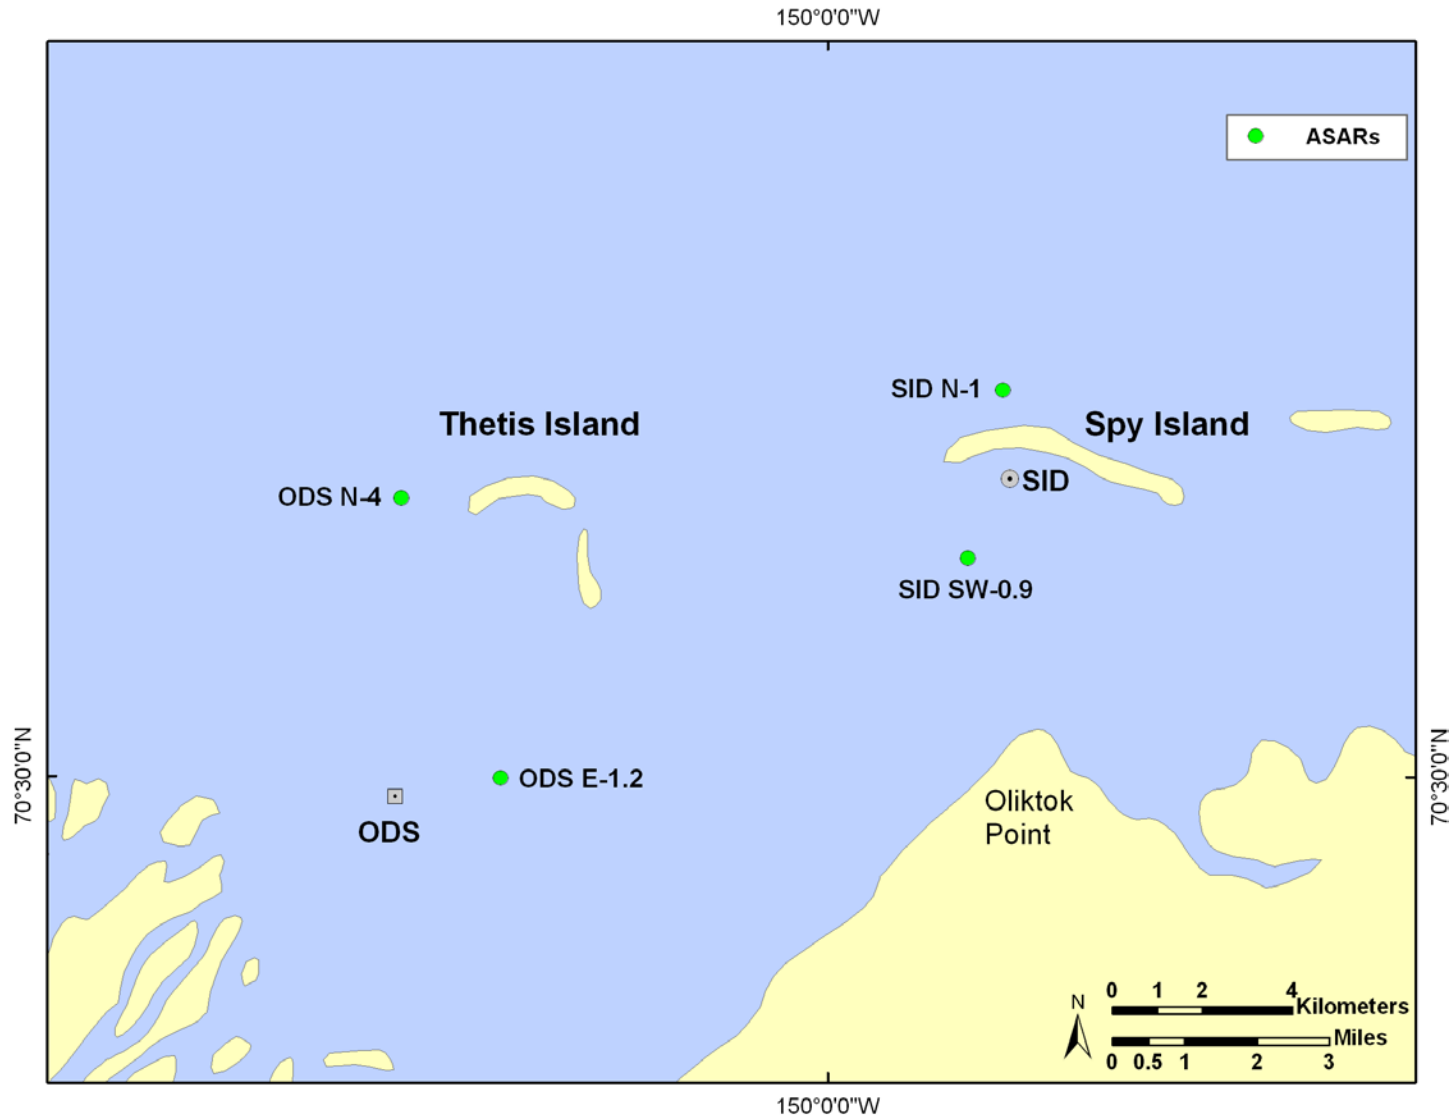 150°0'0"W
ASARs
SID N-1
Thetis Island
Spy Island
SID
ODS N-4
SID SW-0.9
70°30'0"N
70°30'0"N
ODS E-1.2
Oliktok
Point
ODS
N
0 1 2 4
Kilometers
Miles
0 0.5 1 2 3
150°0'0"W